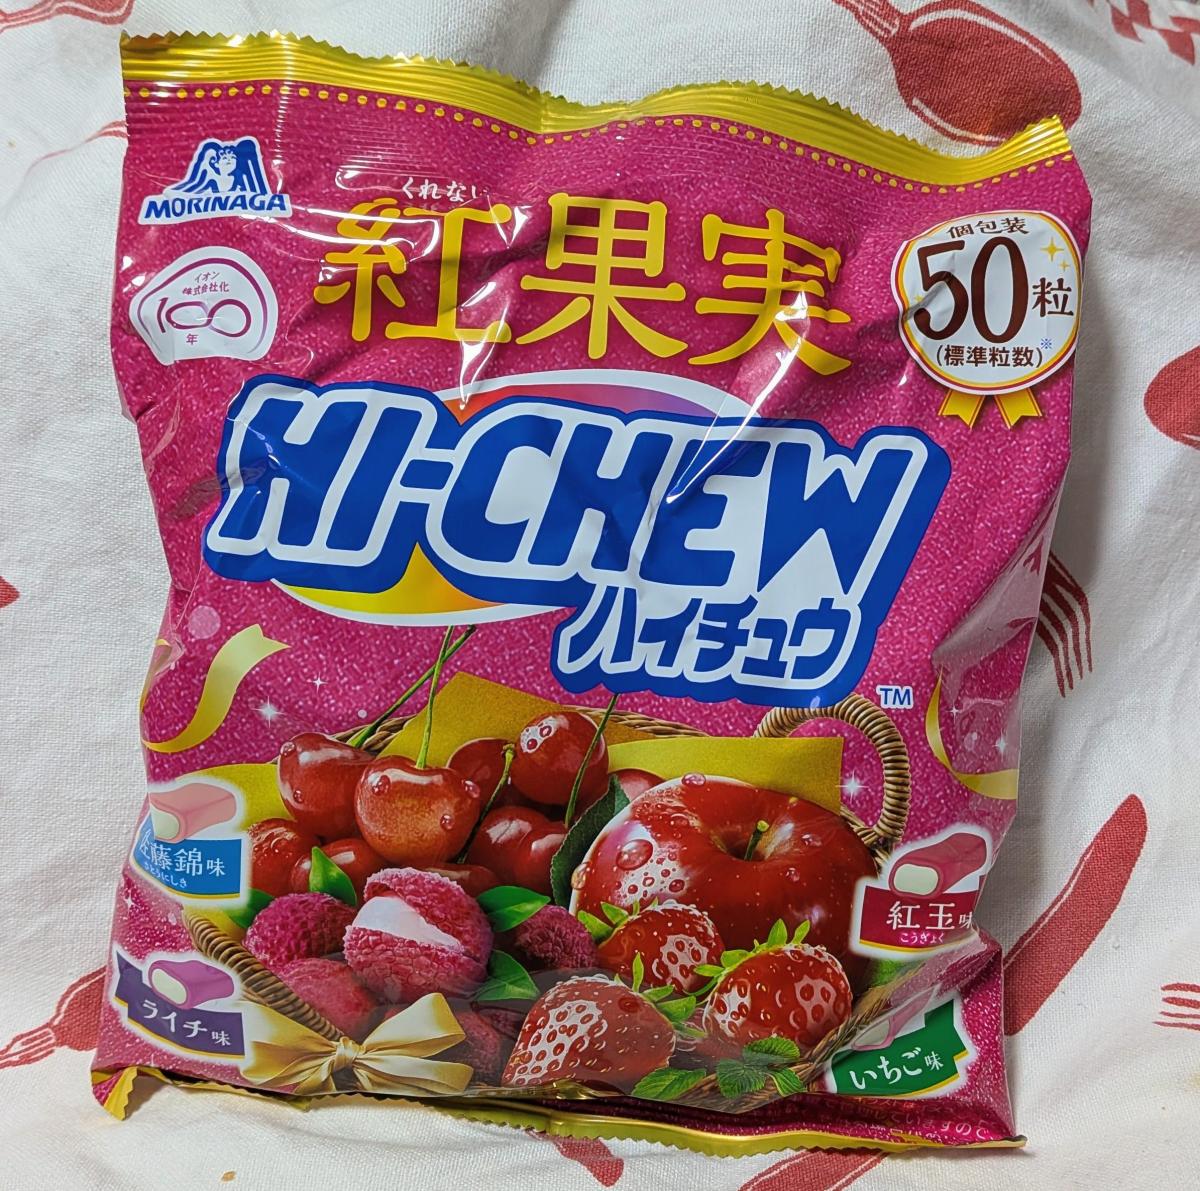 MORINAGA
イオン
株式会社化
100
年
くれない
紅果実
個包装
50粒
(標準粒数)※
HI-CHEW
ハイチュウ
TM
佐藤錦味
さとうにしき
紅玉味
こうぎょく
ライチ味
いちご味